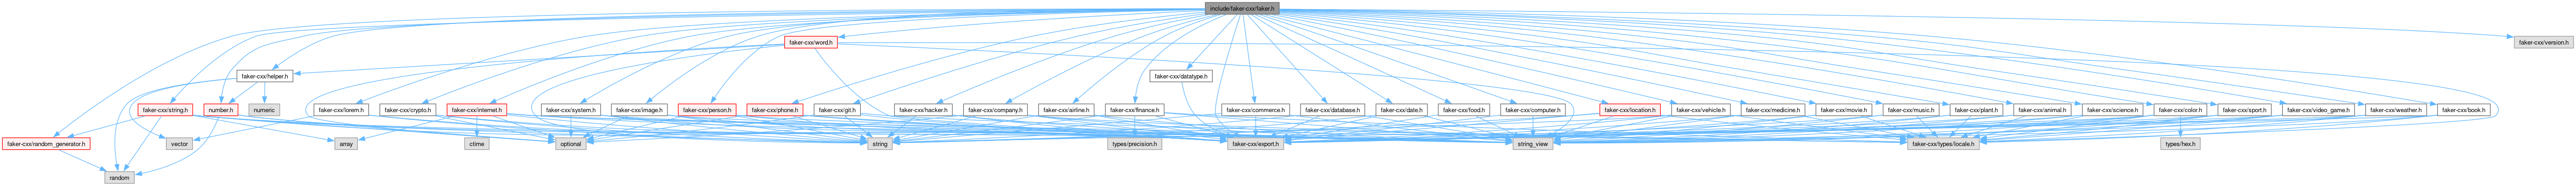 include/faker-cxx/faker.h
faker-cxx/word.h
faker-cxx/version.h
faker-cxx/helper.h
faker-cxx/datatype.h
faker-cxx/string.h
number.h
numeric
faker-cxx/lorem.h
faker-cxx/crypto.h
faker-cxx/internet.h
faker-cxx/system.h
faker-cxx/image.h
faker-cxx/person.h
faker-cxx/phone.h
faker-cxx/git.h
faker-cxx/hacker.h
faker-cxx/company.h
faker-cxx/airline.h
faker-cxx/finance.h
faker-cxx/commerce.h
faker-cxx/database.h
faker-cxx/date.h
faker-cxx/food.h
faker-cxx/computer.h
faker-cxx/location.h
faker-cxx/vehicle.h
faker-cxx/medicine.h
faker-cxx/movie.h
faker-cxx/music.h
faker-cxx/plant.h
faker-cxx/animal.h
faker-cxx/science.h
faker-cxx/color.h
faker-cxx/sport.h
faker-cxx/video_game.h
faker-cxx/weather.h
faker-cxx/book.h
faker-cxx/random_generator.h
vector
array
ctime
optional
string
types/precision.h
faker-cxx/export.h
string_view
faker-cxx/types/locale.h
types/hex.h
random